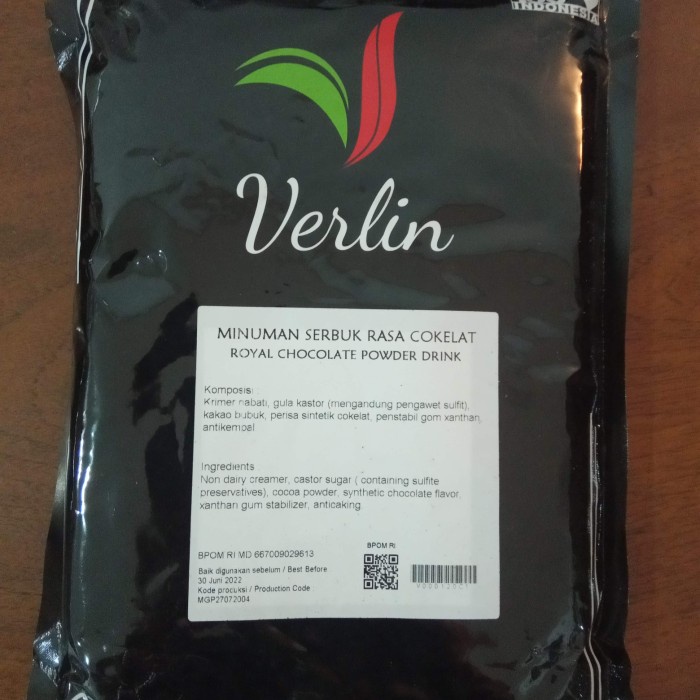 INDONESIA
Verlin
MINUMAN SERBUK RASA COKELAT
ROYAL CHOCOLATE POWDER DRINK
Komposisi :
Krimer nabati, gula kastor (mengandung pengawet sulfit),
kakao bubuk, perisa sintetik cokelat, penstabil gom xanthan,
antikempal
Ingredients
Non dairy creamer, castor sugar ( containing sulfite
preservatives), cocoa powder, synthetic chocolate flavor,
xanthan gum stabilizer, anticaking
BPOM RI MD 667009029613
BPOM RI
Baik digunakan sebelum / Best Before
30 Juni 2022
Kode produksi / Production Code
MGP27072004